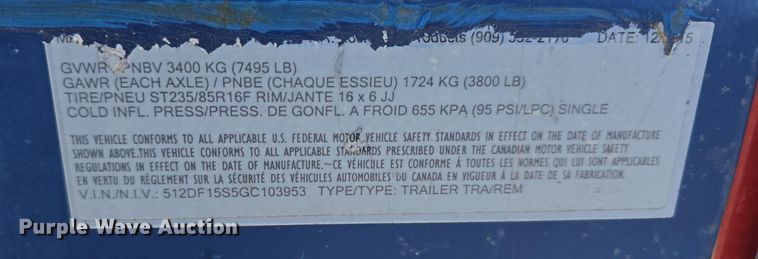 Products (909)
DATE:
GVWR / PNBV 3400 KG (7495 LB)
GAWR (EACH AXLE) / PNBE (CHAQUE ESSIEU) 1724 KG (3800 LB)
TIRE/PNEU ST235/85R16F RIM/JANTE 16 x 6 JJ
COLD INFL. PRESS/PRESS. DE GONFL. A FROID 655 KPA (95 PSI/LPC) SINGLE
THIS VEHICLE CONFORMS TO ALL APPLICABLE U.S. FEDERAL MOTOR VEHICLE SAFETY STANDARDS IN EFFECT ON THE DATE OF MANUFACTURE
SHOWN ABOVE.THIS VEHICLE CONFORMS TO ALL APPLICABLE STANDARDS PRESCRIBED UNDER THE CANADIAN MOTOR VEHICLE SAFETY
REGULATIONS IN EFFECT ON THE DATE OF MANUFACTURE.~CE VÉHICULE EST CONFORME À TOUTES LES NORMES QUI LUI SONT APPLICABLES
EN VERTU DU RÈGLEMENT SUR LA SÉCURITÉ DES VÉHICULES AUTOMOBILES DU CANADA EN VIGUEUR À LA DATE DE SA FABRICATION.
V.I.N./N.I.V.: 512DF15S5GC103953 TYPE/TYPE: TRAILER TRA/REM
Purple Wave Auction